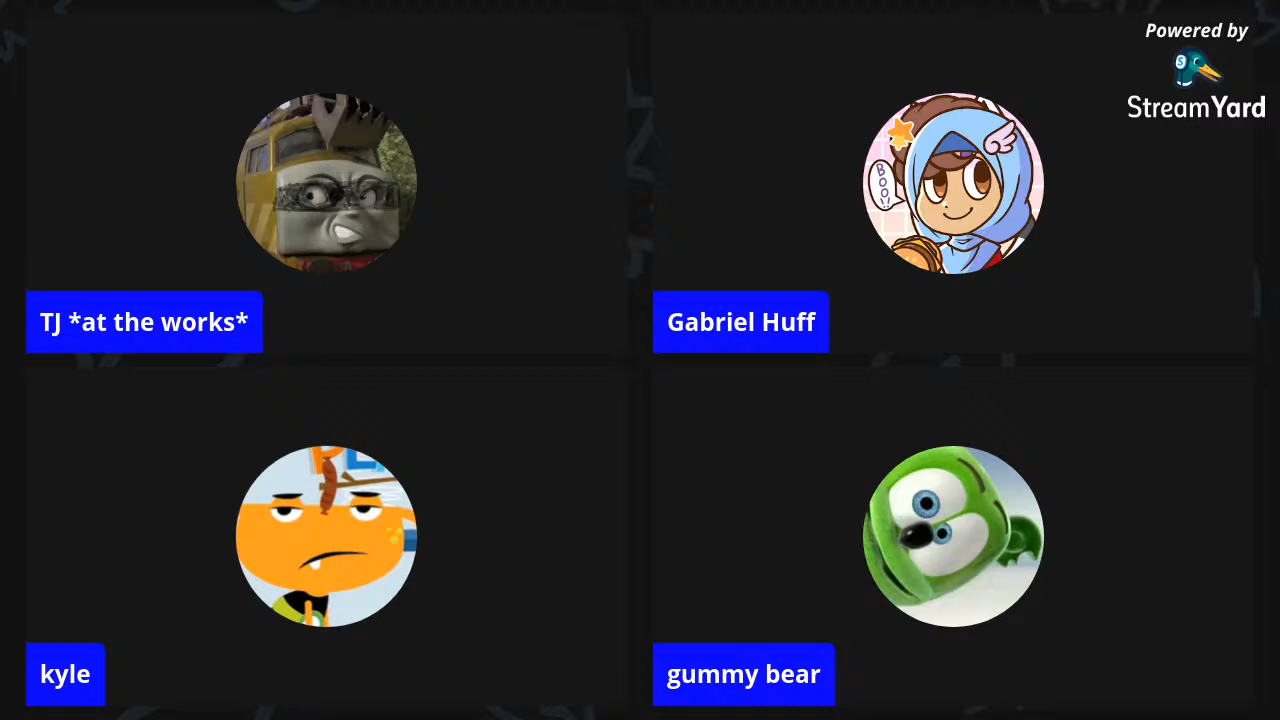 Powered by
StreamYard
BOO!!
TJ *at the works*
Gabriel Huff
kyle
gummy bear